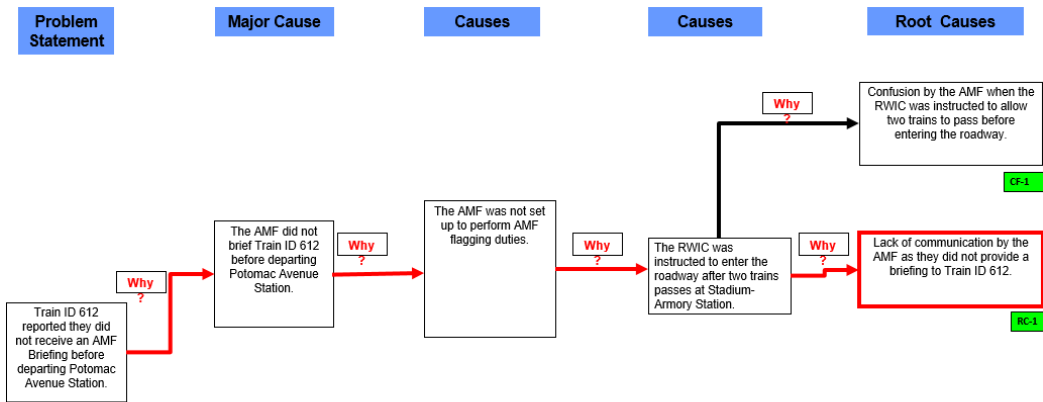 Problem
Statement
Major Cause
Causes
Causes
Root Causes
Train ID 612
reported they did
not receive an AMF
Briefing before
departing Potomac
Avenue Station.
Why
?
The AMF did not
brief Train ID 612
before departing
Potomac Avenue
Station.
Why
?
The AMF was not set
up to perform AMF
flagging duties.
Why
?
The RWIC was
instructed to enter the
roadway after two trains
passes at Stadium-
Armory Station.
Why
?
Confusion by the AMF when the
RWIC was instructed to allow
two trains to pass before
entering the roadway.
CF-1
Why
?
Lack of communication by the
AMF as they did not provide a
briefing to Train ID 612.
RC-1